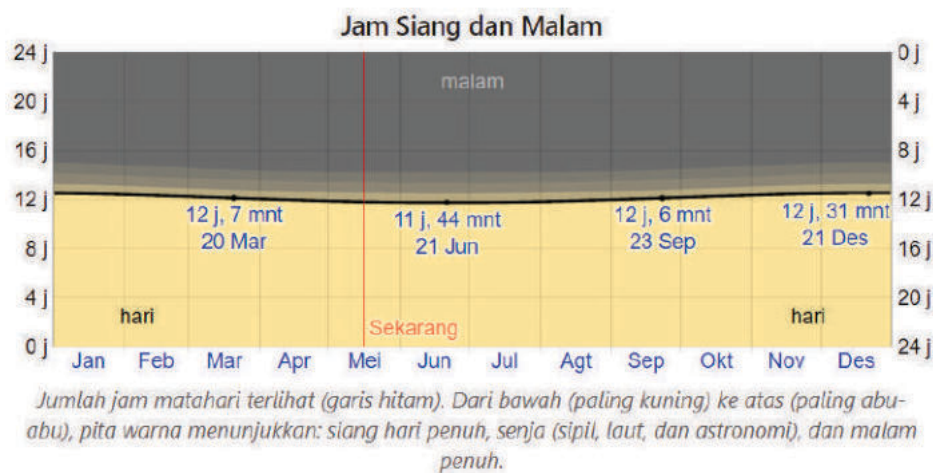 Jam Siang dan Malam
24 j
0 j
malam
20 j
4 j
16 j
8 j
12 j
12 j
12 j, 7 mnt
20 Mar
11 j, 44 mnt
21 Jun
12 j, 6 mnt
23 Sep
12 j, 31 mnt
21 Des
8 j
16 j
4 j
20 j
hari
hari
Sekarang
0 j
24 j
Jan Feb Mar Apr Mei Jun Jul Agt Sep Okt Nov Des
Jumlah jam matahari terlihat (garis hitam). Dari bawah (paling kuning) ke atas (paling abu-
abu), pita warna menunjukkan: siang hari penuh, senja (sipil, laut, dan astronomi), dan malam
penuh.